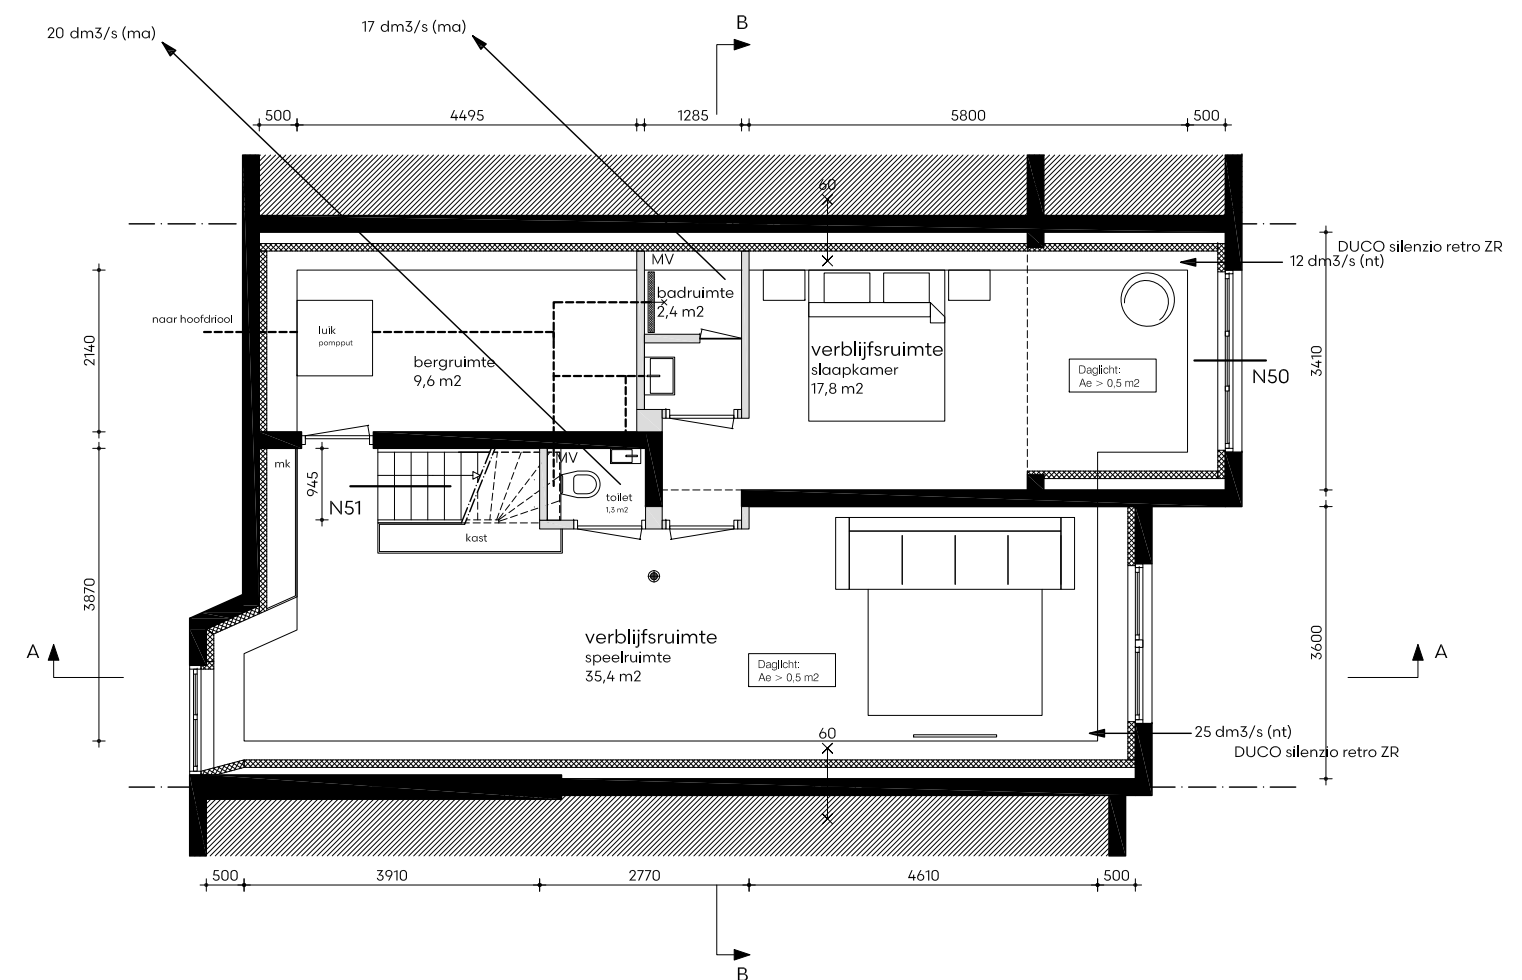 B
20 dm3/s (ma)
17 dm3/s (ma)
500
4495
1285
5800
500
60
DUCO silenzio retro ZR
12 dm3/s (nt)
MV
badruimte
2,4 m2
naar hoofdriool
luik
pompput
bergruimte
9,6 m2
verblijfsruimte
slaapkamer
17,8 m2
Daglicht:
Ae > 0,5 m2
N50
2140
3410
mk
945
N51
MV
toilet
1,3 m2
kast
3870
3600
verblijfsruimte
speelruimte
35,4 m2
Daglicht:
Ae > 0,5 m2
A
A
60
25 dm3/s (nt)
DUCO silenzio retro ZR
500
3910
2770
4610
500
B